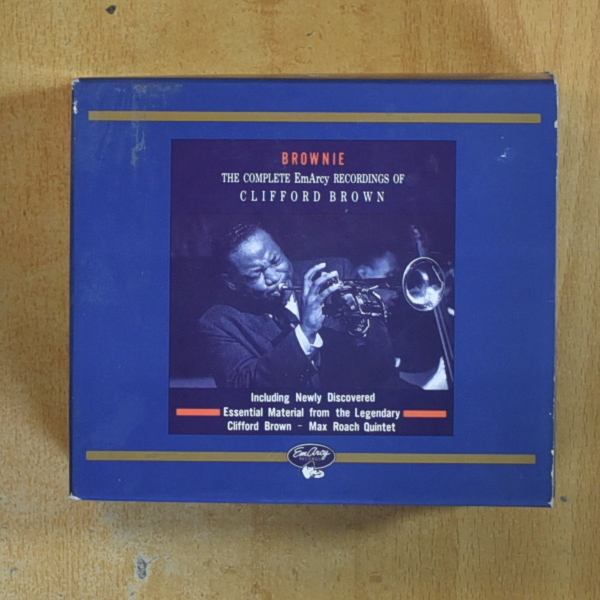 BROWNIE
THE COMPLETE EmArcy RECORDINGS OF
CLIFFORD BROWN
Including Newly Discovered
Essential Material from the Legendary
Clifford Brown - Max Roach Quintet
EmArcy
RECORDS